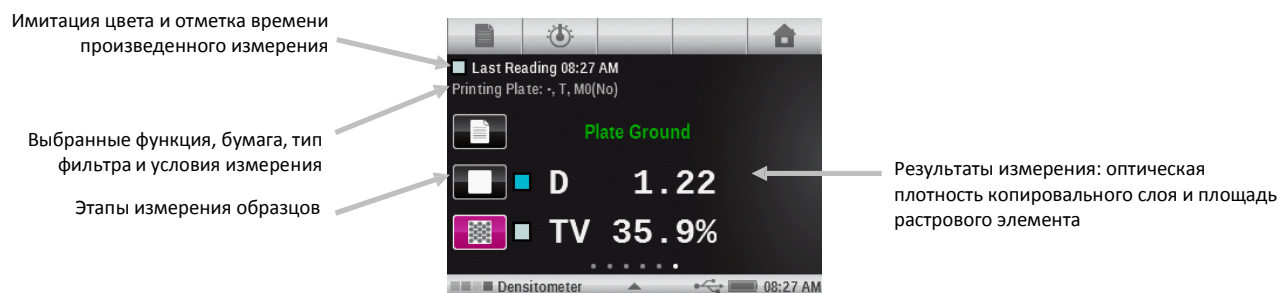 Имитация цвета и отметка времени
произведенного измерения
Выбранные функция, бумага, тип
фильтра и условия измерения
Этапы измерения образцов
Last Reading 08:27 AM
Printing Plate: -, T, M0(No)
Plate Ground
D 1.22
TV 35.9%
Densitometer 08:27 AM
Результаты измерения: оптическая
плотность копировального слоя и площадь
растрового элемента